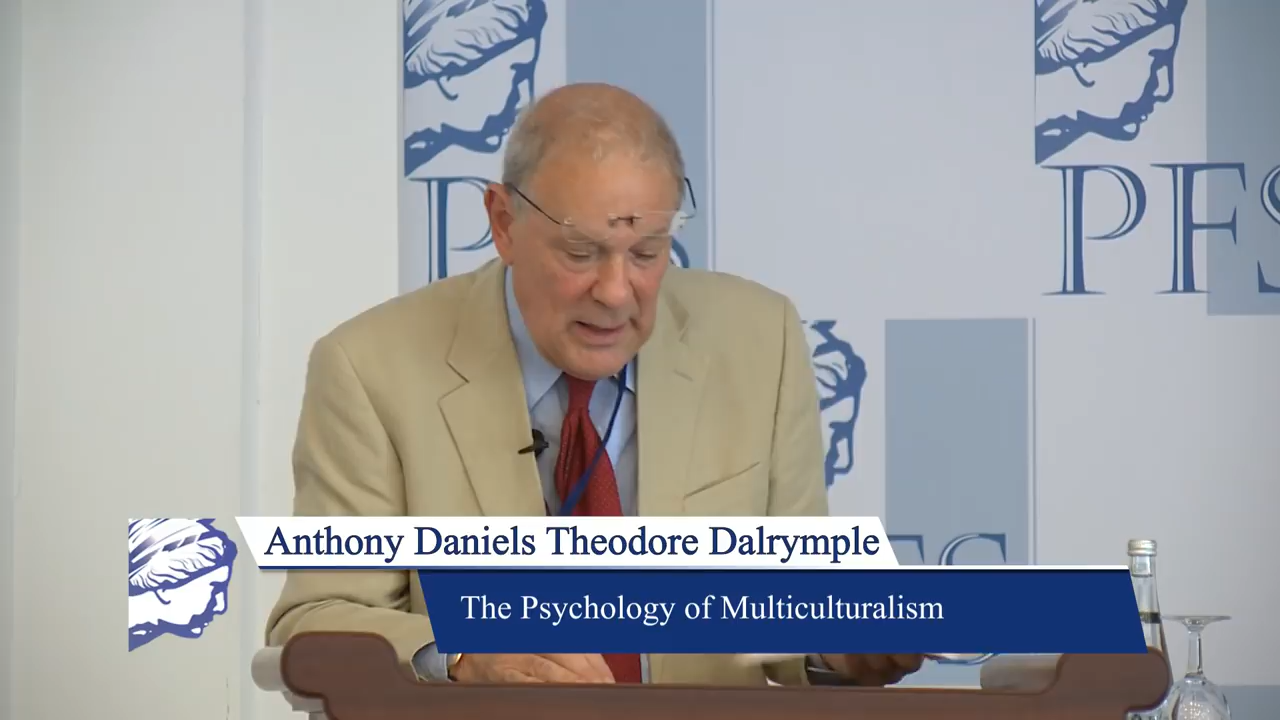 PFS
PFS
Anthony Daniels Theodore Dalrymple
The Psychology of Multiculturalism